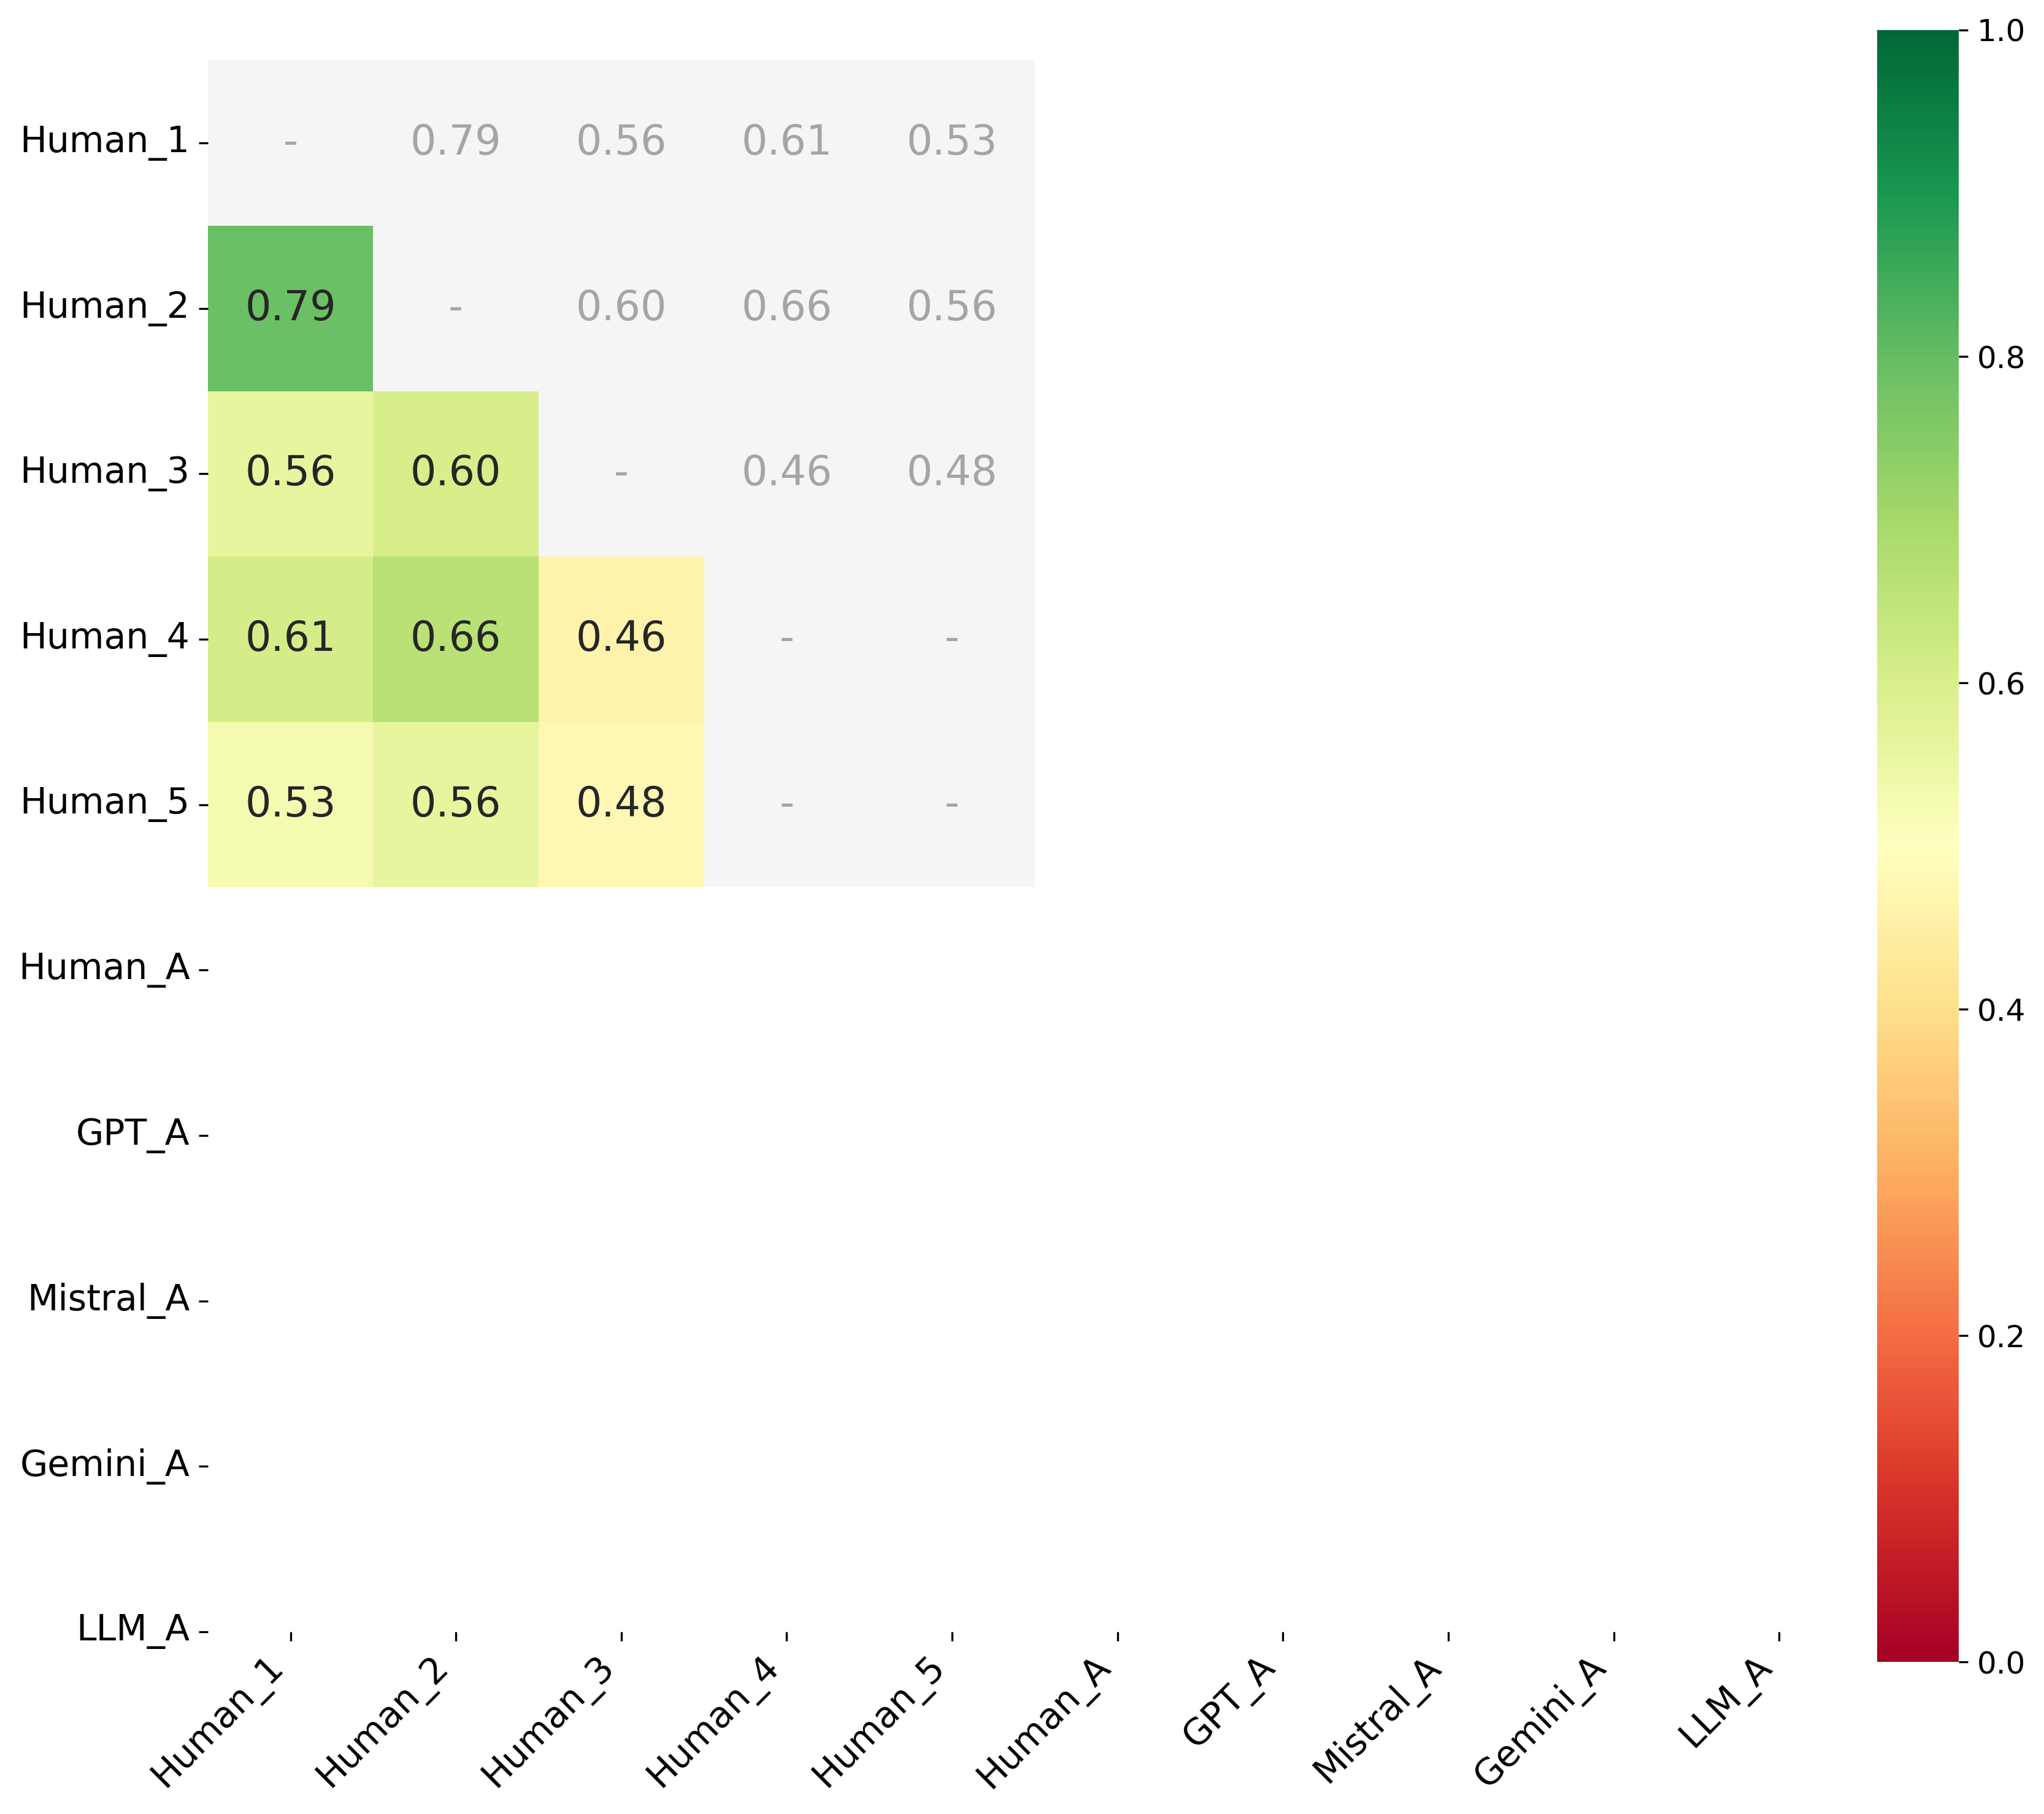 1.0
Human_1 - 0.79 0.56 0.61 0.53
Human_2 0.79 - 0.60 0.66 0.56
0.8
Human_3 0.56 0.60 - 0.46 0.48
Human_4 0.61 0.66 0.46 - -
0.6
Human_5 0.53 0.56 0.48 - -
Human_A
0.4
GPT_A
Mistral_A
0.2
Gemini_A
LLM_A
0.0
Human_1 Human_2 Human_3 Human_4 Human_5 Human_A GPT_A Mistral_A Gemini_A LLM_A